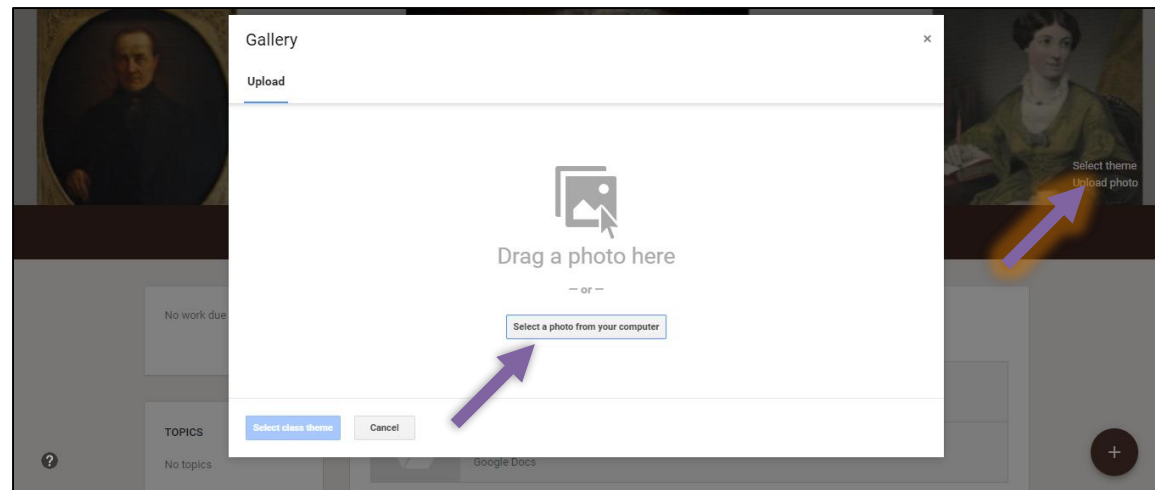 Gallery
×
Upload
Select theme
Upload photo
Drag a photo here
— or —
Select a photo from your computer
No work due
Select class theme
Cancel
TOPICS
No topics
Google Docs
?
+